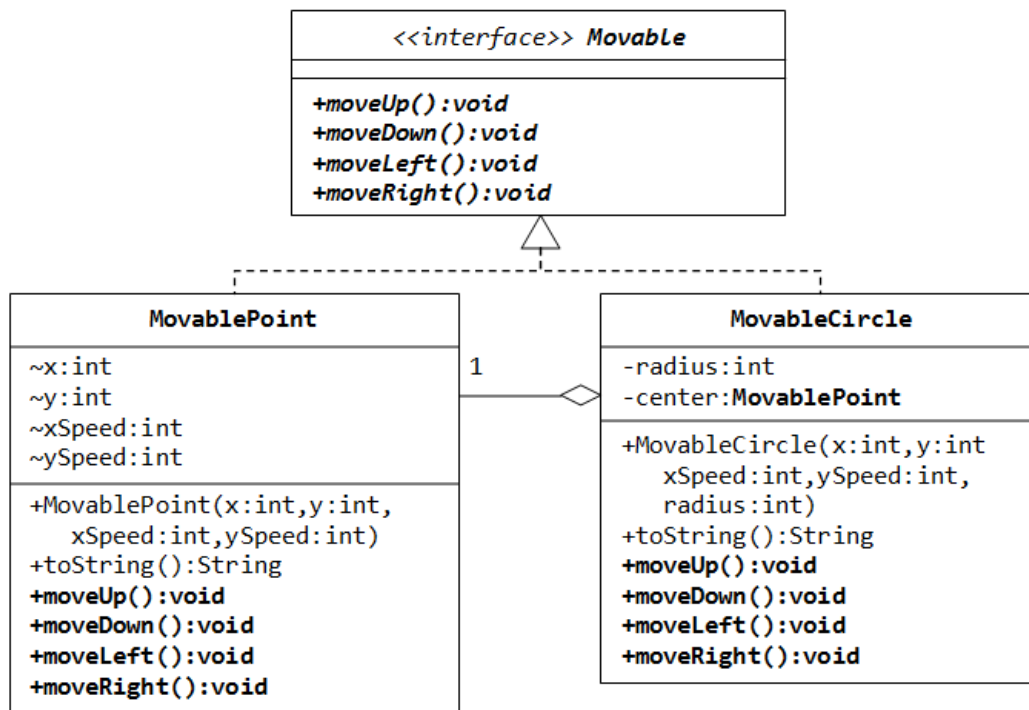 <<interface>> Movable
+moveUp():void
+moveDown():void
+moveLeft():void
+moveRight():void
MovablePoint
~x:int
~y:int
~xSpeed:int
~ySpeed:int
+MovablePoint(x:int,y:int,
xSpeed:int,ySpeed:int)
+toString():String
+moveUp():void
+moveDown():void
+moveLeft():void
+moveRight():void
1
MovableCircle
-radius:int
-center:MovablePoint
+MovableCircle(x:int,y:int
xSpeed:int,ySpeed:int,
radius:int)
+toString():String
+moveUp():void
+moveDown():void
+moveLeft():void
+moveRight():void